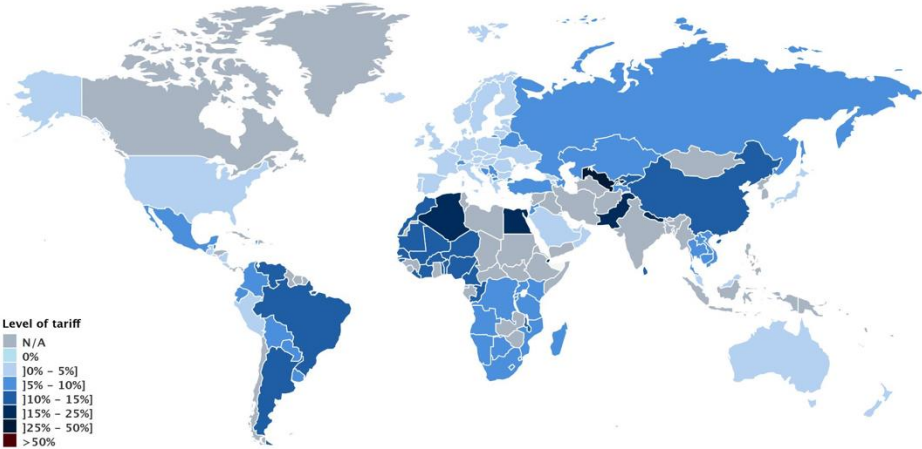 Level of tariff
N/A
0%
]0% - 5%]
]5% - 10%]
]10% - 15%]
]15% - 25%]
]25% - 50%]
>50%